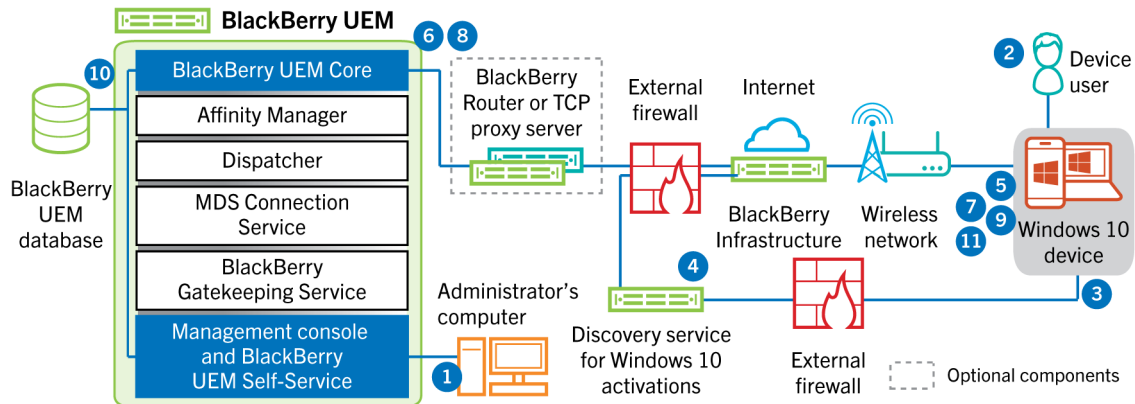 BlackBerry UEM
6
8
10
BlackBerry UEM Core
Affinity Manager
Dispatcher
MDS Connection
Service
BlackBerry
Gatekeeping Service
Management console
and BlackBerry
UEM Self-Service
BlackBerry
UEM
database
BlackBerry
Router or TCP
proxy server
External
firewall
Internet
2
Device
user
BlackBerry
Infrastructure
Wireless
network
5
7
9
11
Windows 10
device
3
4
Administrator's
computer
1
Discovery service
for Windows 10
activations
External
firewall
Optional components